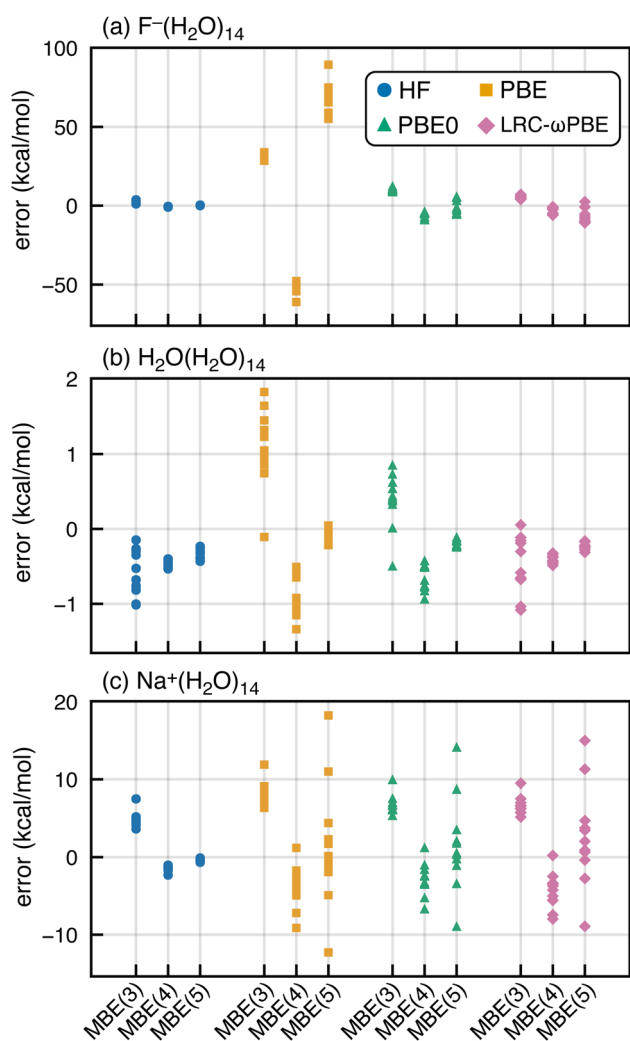 (a) F⁻(H₂O)₁₄
error (kcal/mol)
100
50
0
−50
HF
PBE
PBE0
LRC-ωPBE
(b) H₂O(H₂O)₁₄
error (kcal/mol)
2
1
0
−1
(c) Na⁺(H₂O)₁₄
error (kcal/mol)
20
10
0
−10
MBE(3)
MBE(4)
MBE(5)
MBE(3)
MBE(4)
MBE(5)
MBE(3)
MBE(4)
MBE(5)
MBE(3)
MBE(4)
MBE(5)